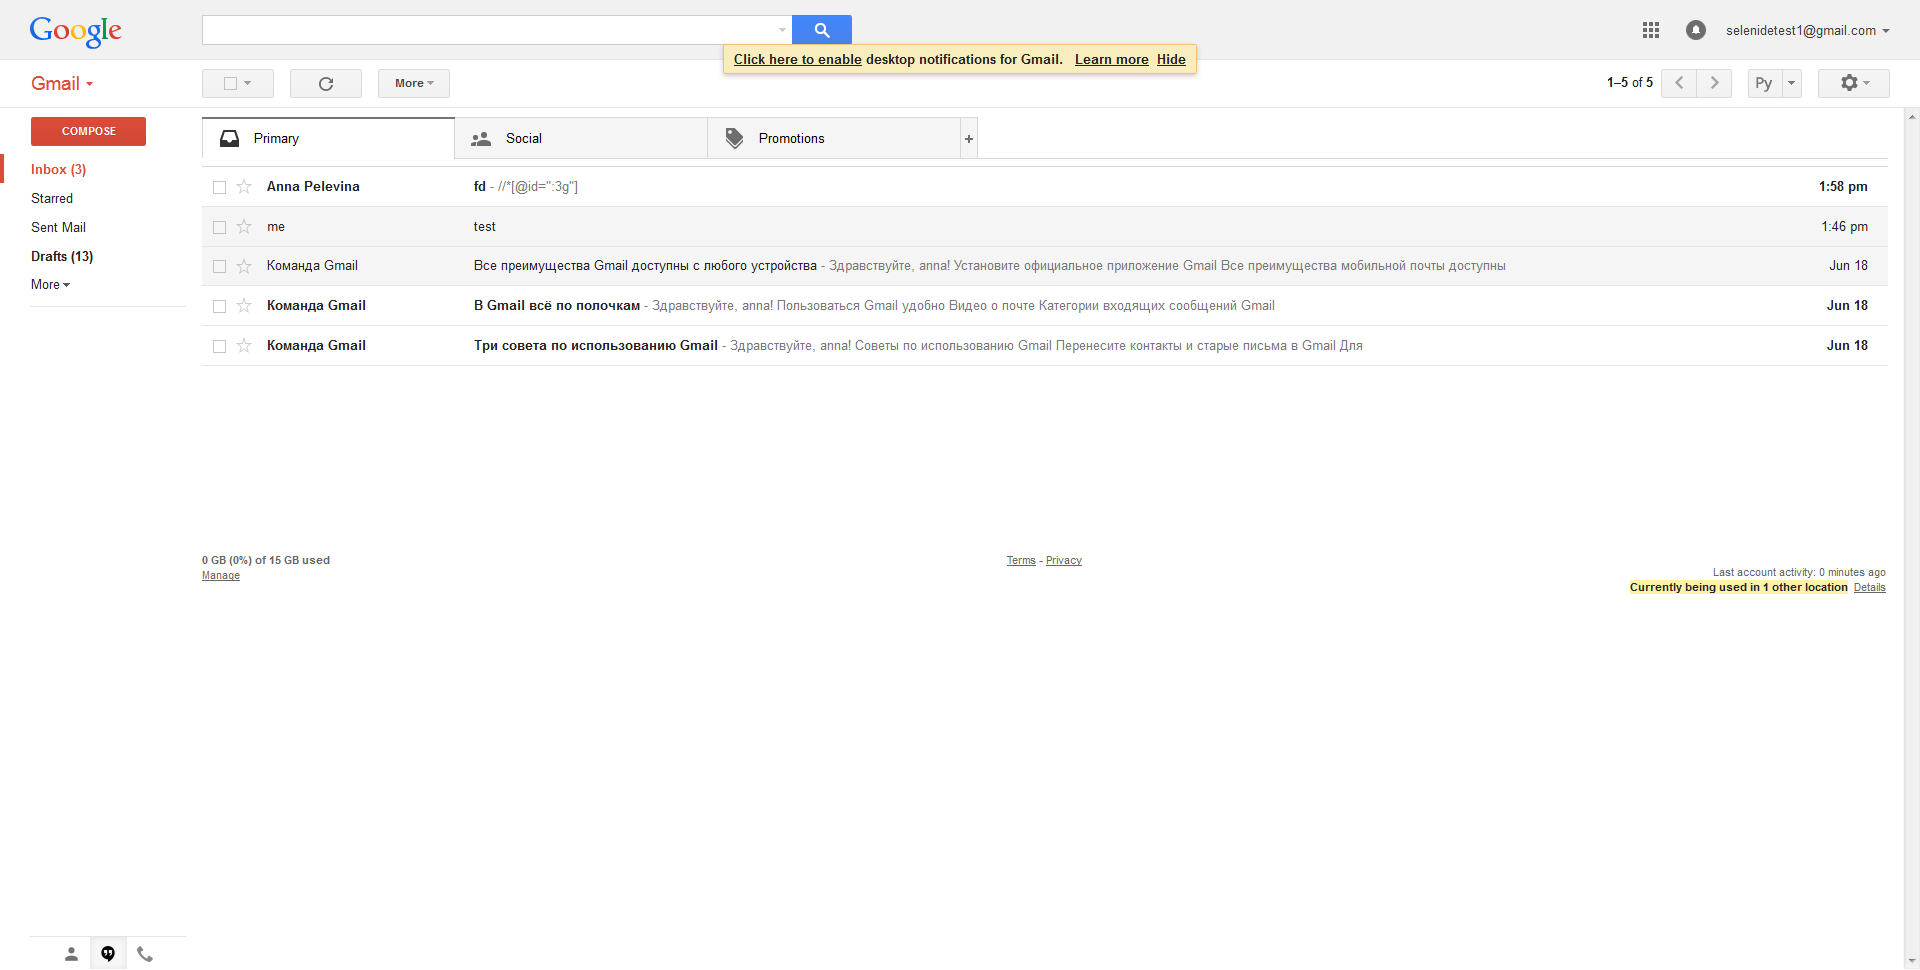 Google
selenidetest1@gmail.com
Click here to enable desktop notifications for Gmail. Learn more Hide
Gmail
More
1–5 of 5
Ру
COMPOSE
Primary
Social
Promotions
+
Inbox (3)
Starred
Sent Mail
Drafts (13)
More
Anna Pelevina fd - //*[@id=":3g"] 1:58 pm
me test 1:46 pm
Команда Gmail Все преимущества Gmail доступны с любого устройства - Здравствуйте, anna! Установите официальное приложение Gmail Все преимущества мобильной почты доступны Jun 18
Команда Gmail В Gmail всё по полочкам - Здравствуйте, anna! Пользоваться Gmail удобно Видео о почте Категории входящих сообщений Gmail Jun 18
Команда Gmail Три совета по использованию Gmail - Здравствуйте, anna! Советы по использованию Gmail Перенесите контакты и старые письма в Gmail Для Jun 18
0 GB (0%) of 15 GB used
Manage
Terms - Privacy
Last account activity: 0 minutes ago
Currently being used in 1 other location Details